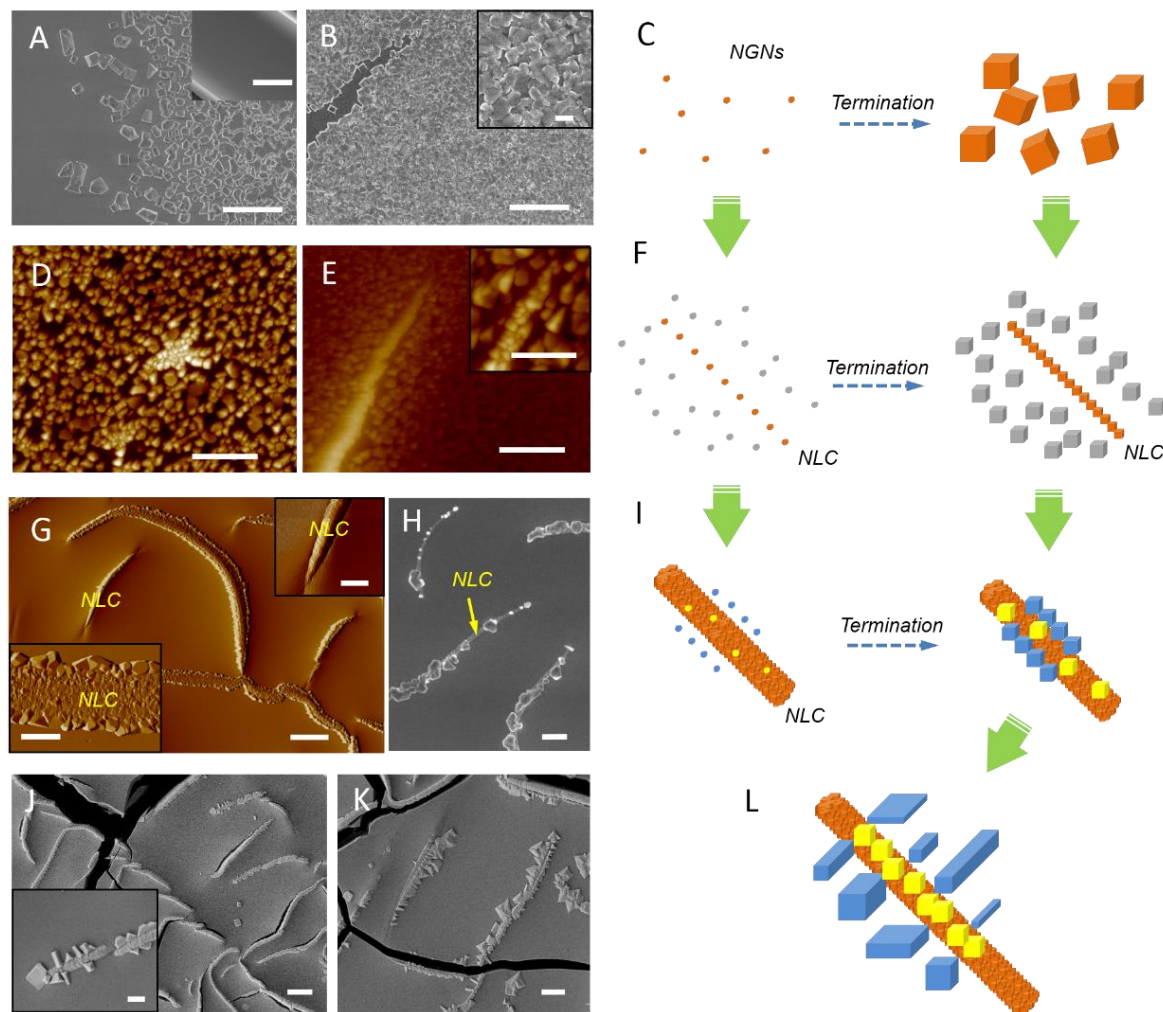 A
B
C
NGNs
Termination
D
E
F
Termination
NLC
NLC
G
NLC
NLC
NLC
H
NLC
I
Termination
NLC
J
K
L